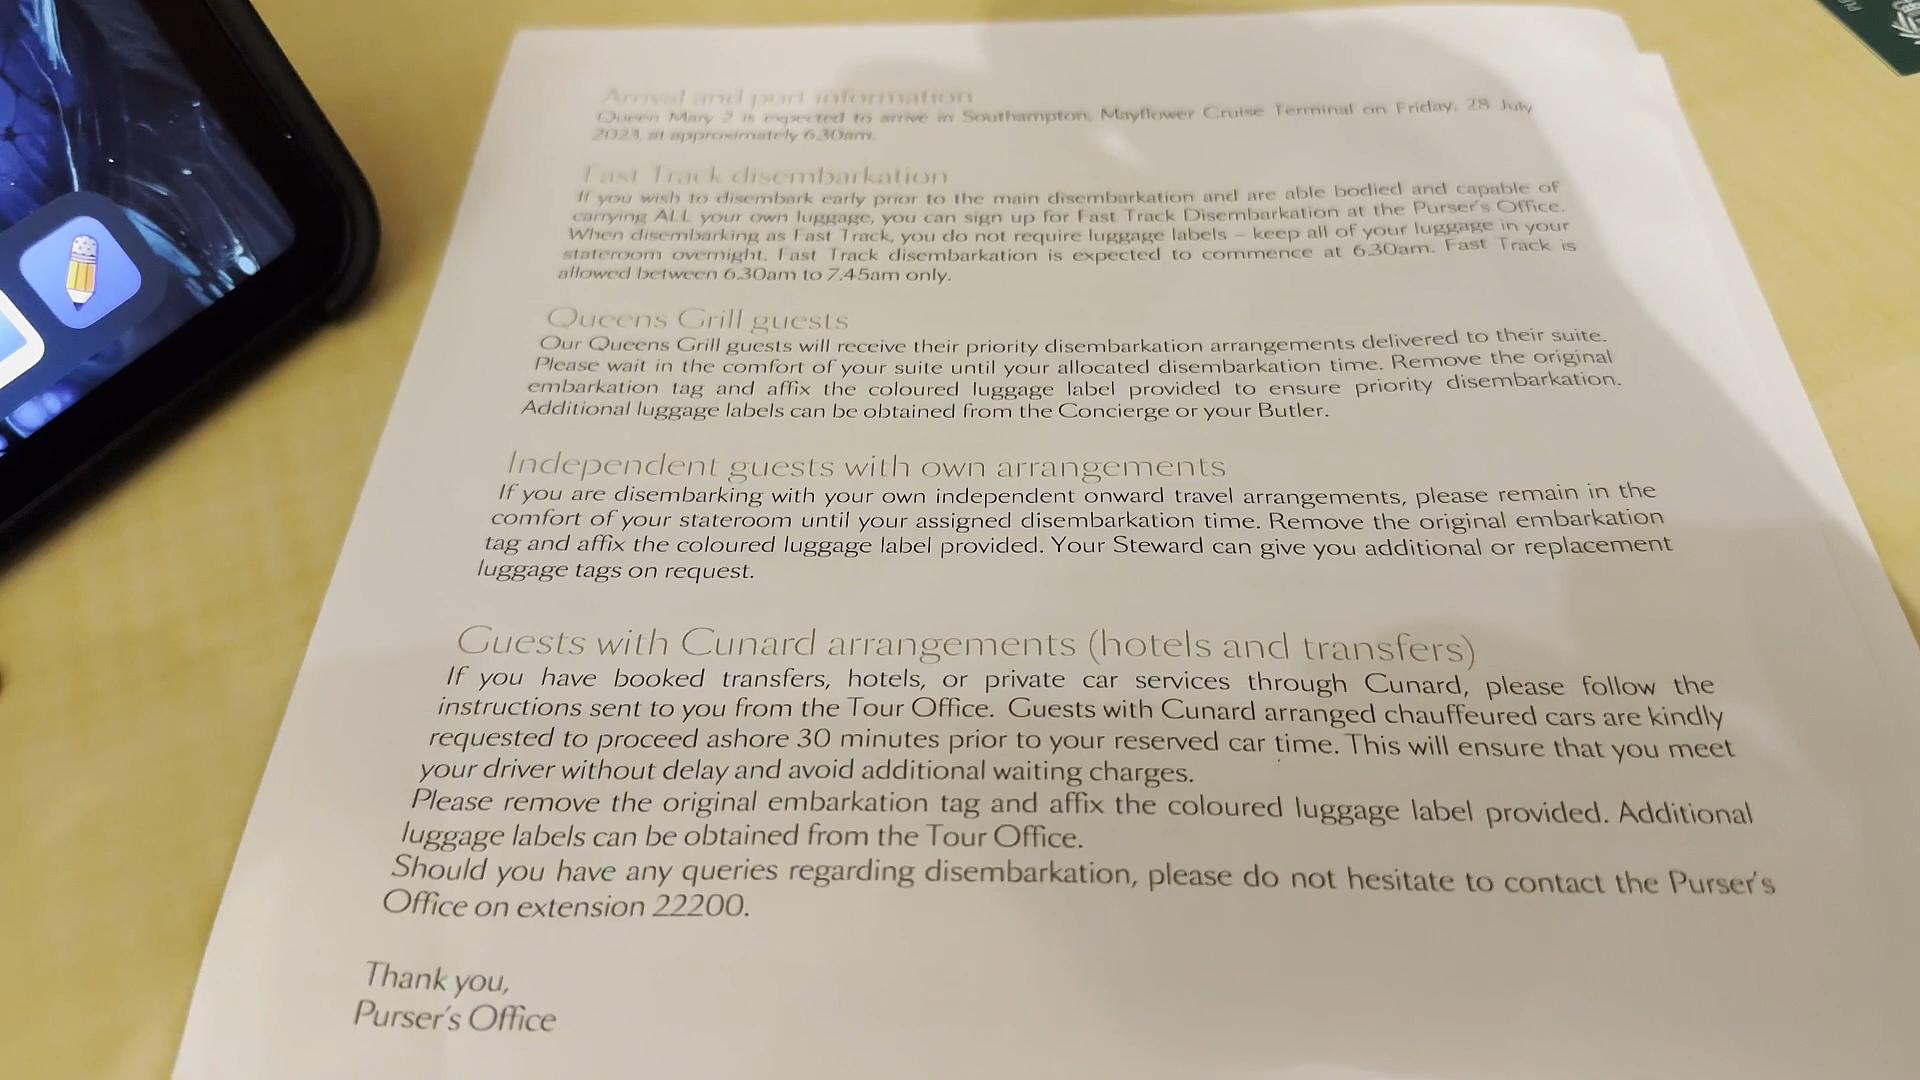 Arrival and port information
Queen Mary 2 is expected to arrive in Southampton, Mayflower Cruise Terminal on Friday, 28 July
2023, at approximately 6.30am.
Fast Track disembarkation
If you wish to disembark early prior to the main disembarkation and are able bodied and capable of
carrying ALL your own luggage, you can sign up for Fast Track Disembarkation at the Purser's Office.
When disembarking as Fast Track, you do not require luggage labels – keep all of your luggage in your
stateroom overnight. Fast Track disembarkation is expected to commence at 6.30am. Fast Track is
allowed between 6.30am to 7.45am only.
Queens Grill guests
Our Queens Grill guests will receive their priority disembarkation arrangements delivered to their suite.
Please wait in the comfort of your suite until your allocated disembarkation time. Remove the original
embarkation tag and affix the coloured luggage label provided to ensure priority disembarkation.
Additional luggage labels can be obtained from the Concierge or your Butler.
Independent guests with own arrangements
If you are disembarking with your own independent onward travel arrangements, please remain in the
comfort of your stateroom until your assigned disembarkation time. Remove the original embarkation
tag and affix the coloured luggage label provided. Your Steward can give you additional or replacement
luggage tags on request.
Guests with Cunard arrangements (hotels and transfers)
If you have booked transfers, hotels, or private car services through Cunard, please follow the
instructions sent to you from the Tour Office. Guests with Cunard arranged chauffeured cars are kindly
requested to proceed ashore 30 minutes prior to your reserved car time. This will ensure that you meet
your driver without delay and avoid additional waiting charges.
Please remove the original embarkation tag and affix the coloured luggage label provided. Additional
luggage labels can be obtained from the Tour Office.
Should you have any queries regarding disembarkation, please do not hesitate to contact the Purser's
Office on extension 22200.
Thank you,
Purser's Office